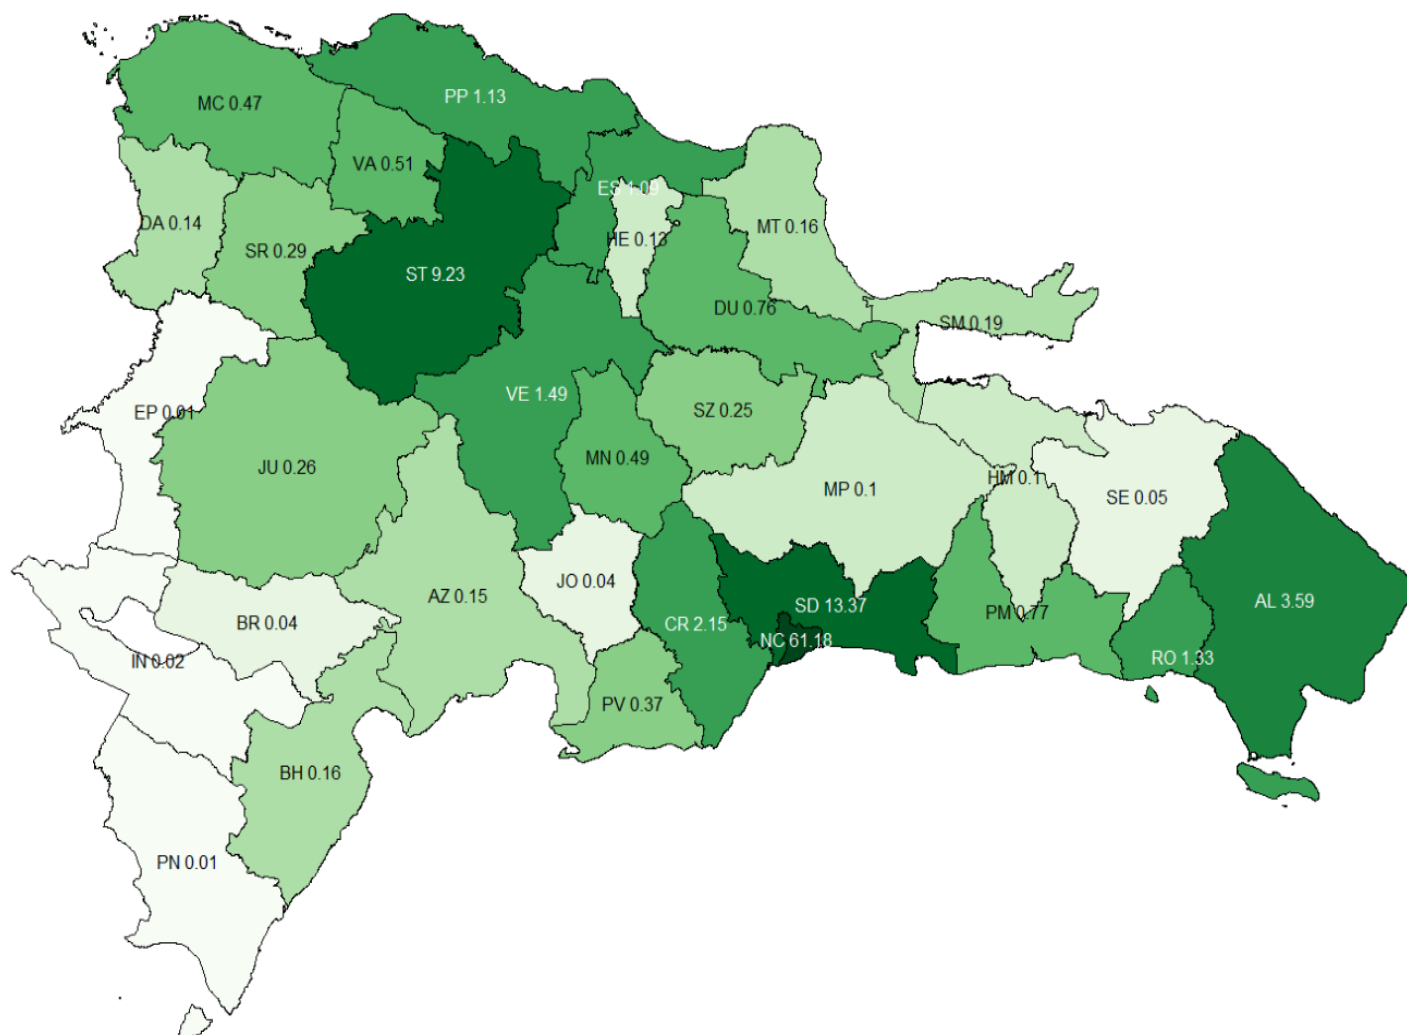 PP 1.13
MC 0.47
VA 0.51
ES 1.09
DA 0.14
MT 0.16
HE 0.13
SR 0.29
ST 9.23
DU 0.76
SM 0.19
VE 1.49
EP 0.01
SZ 0.25
MN 0.49
JU 0.26
HM 0.1
MP 0.1
SE 0.05
JO 0.04
AZ 0.15
AL 3.59
SD 13.37
PM 0.77
BR 0.04
CR 2.15
NC 61.18
IN 0.02
RO 1.33
PV 0.37
BH 0.16
PN 0.01